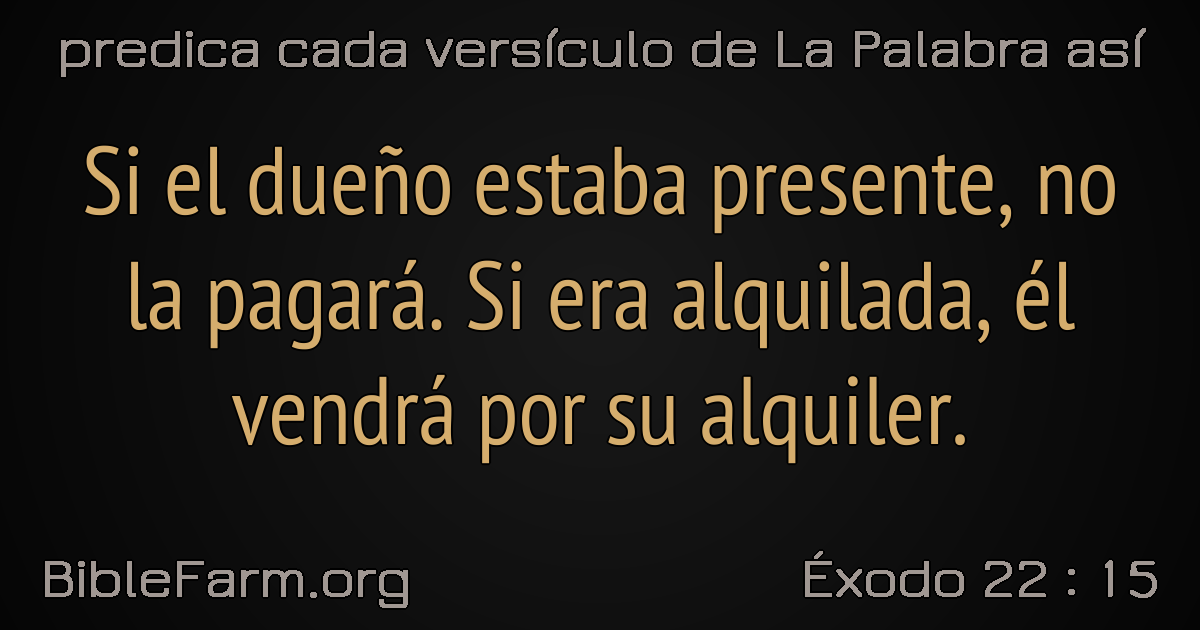 predica cada versículo de La Palabra así
Si el dueño estaba presente, no
la pagará. Si era alquilada, él
vendrá por su alquiler.
BibleFarm.org
Éxodo 22 : 15